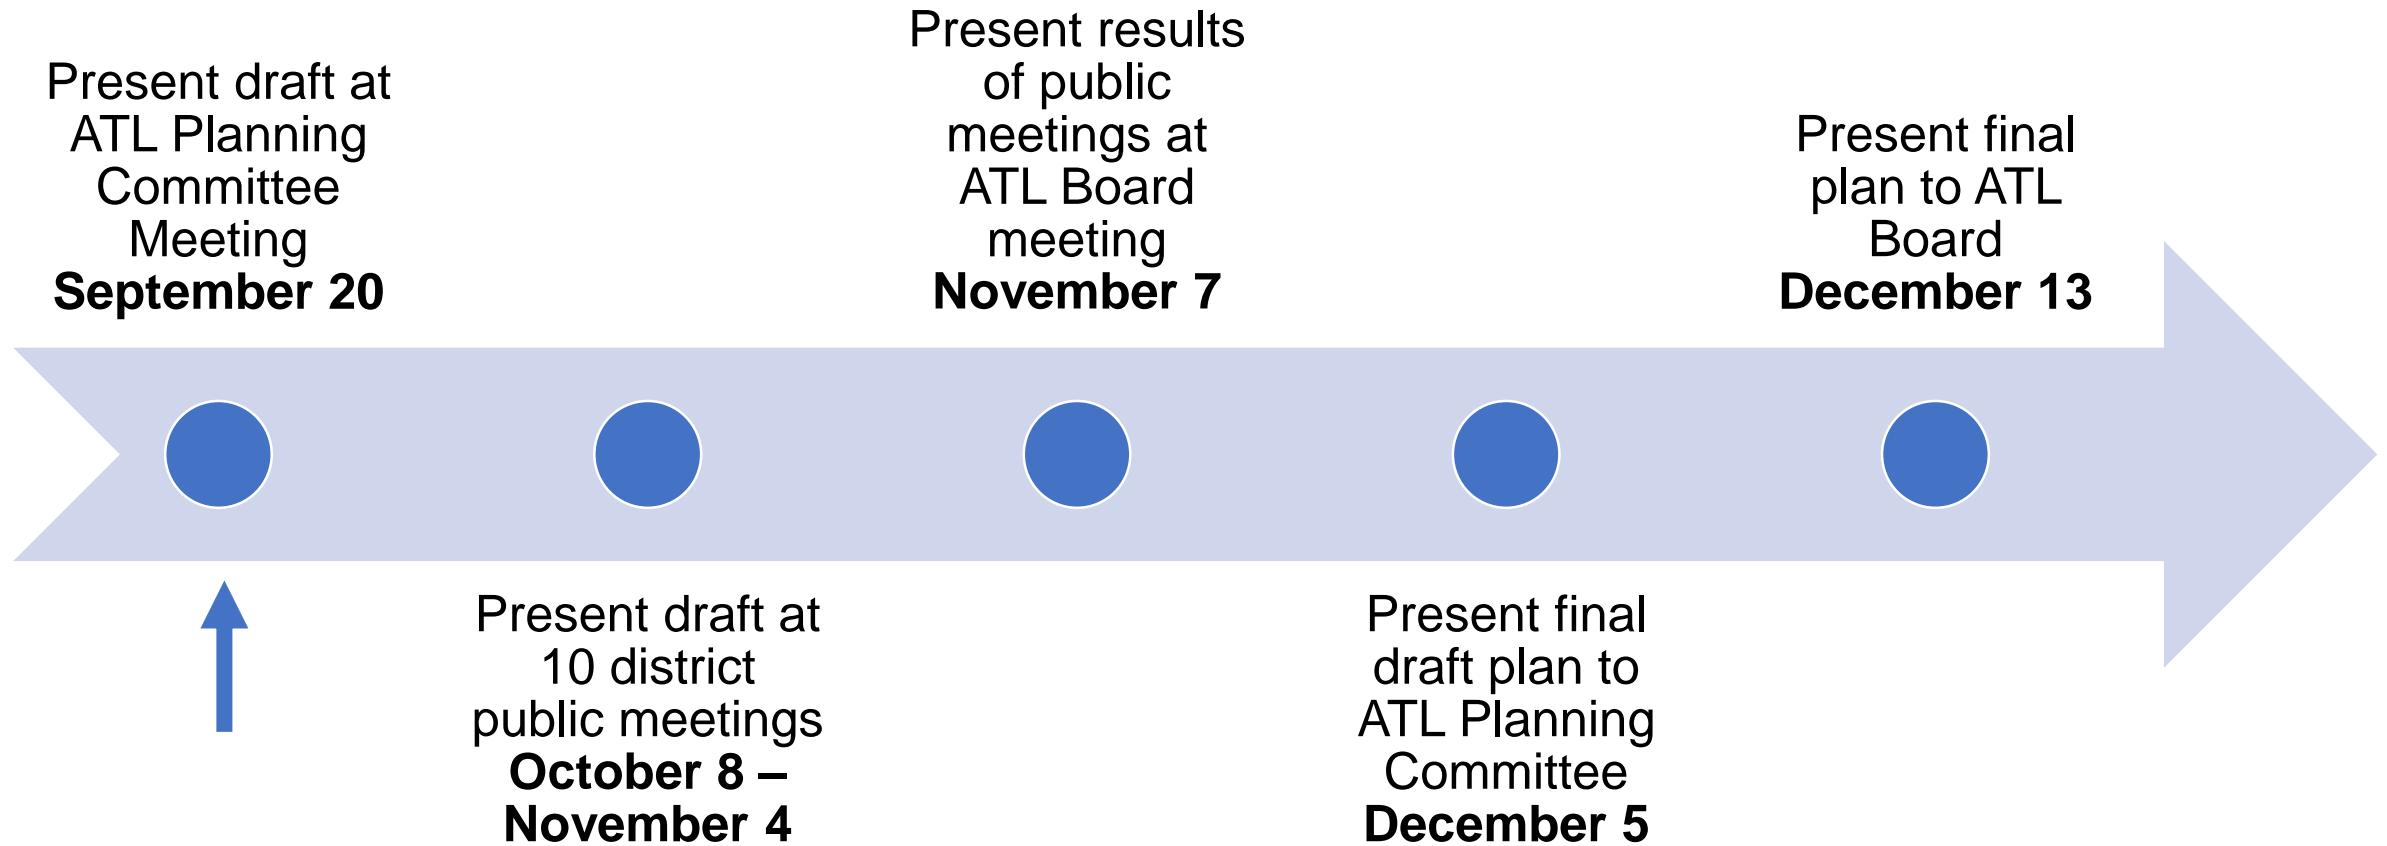 Present draft at
ATL Planning
Committee
Meeting
September 20
Present draft at
10 district
public meetings
October 8 –
November 4
Present results
of public
meetings at
ATL Board
meeting
November 7
Present final
draft plan to
ATL Planning
Committee
December 5
Present final
plan to ATL
Board
December 13